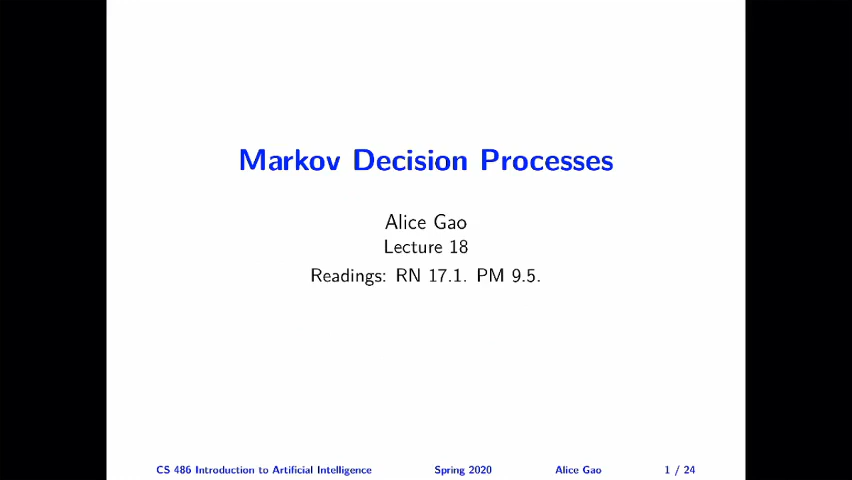 Markov Decision Processes
Alice Gao
Lecture 18
Readings: RN 17.1. PM 9.5.
CS 486 Introduction to Artificial Intelligence Spring 2020 Alice Gao 1 / 24